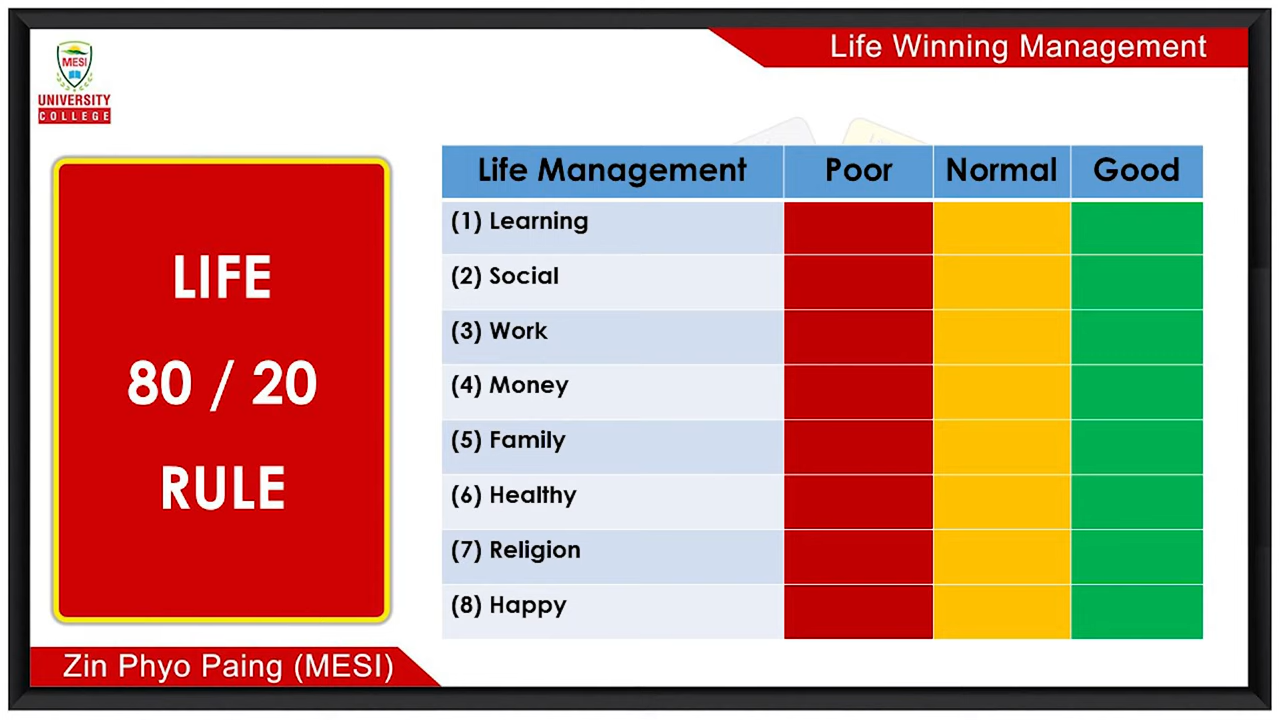 Life Winning Management
MESI
UNIVERSITY
COLLEGE
LIFE
80 / 20
RULE
Life Management Poor Normal Good
(1) Learning
(2) Social
(3) Work
(4) Money
(5) Family
(6) Healthy
(7) Religion
(8) Happy
Zin Phyo Paing (MESI)